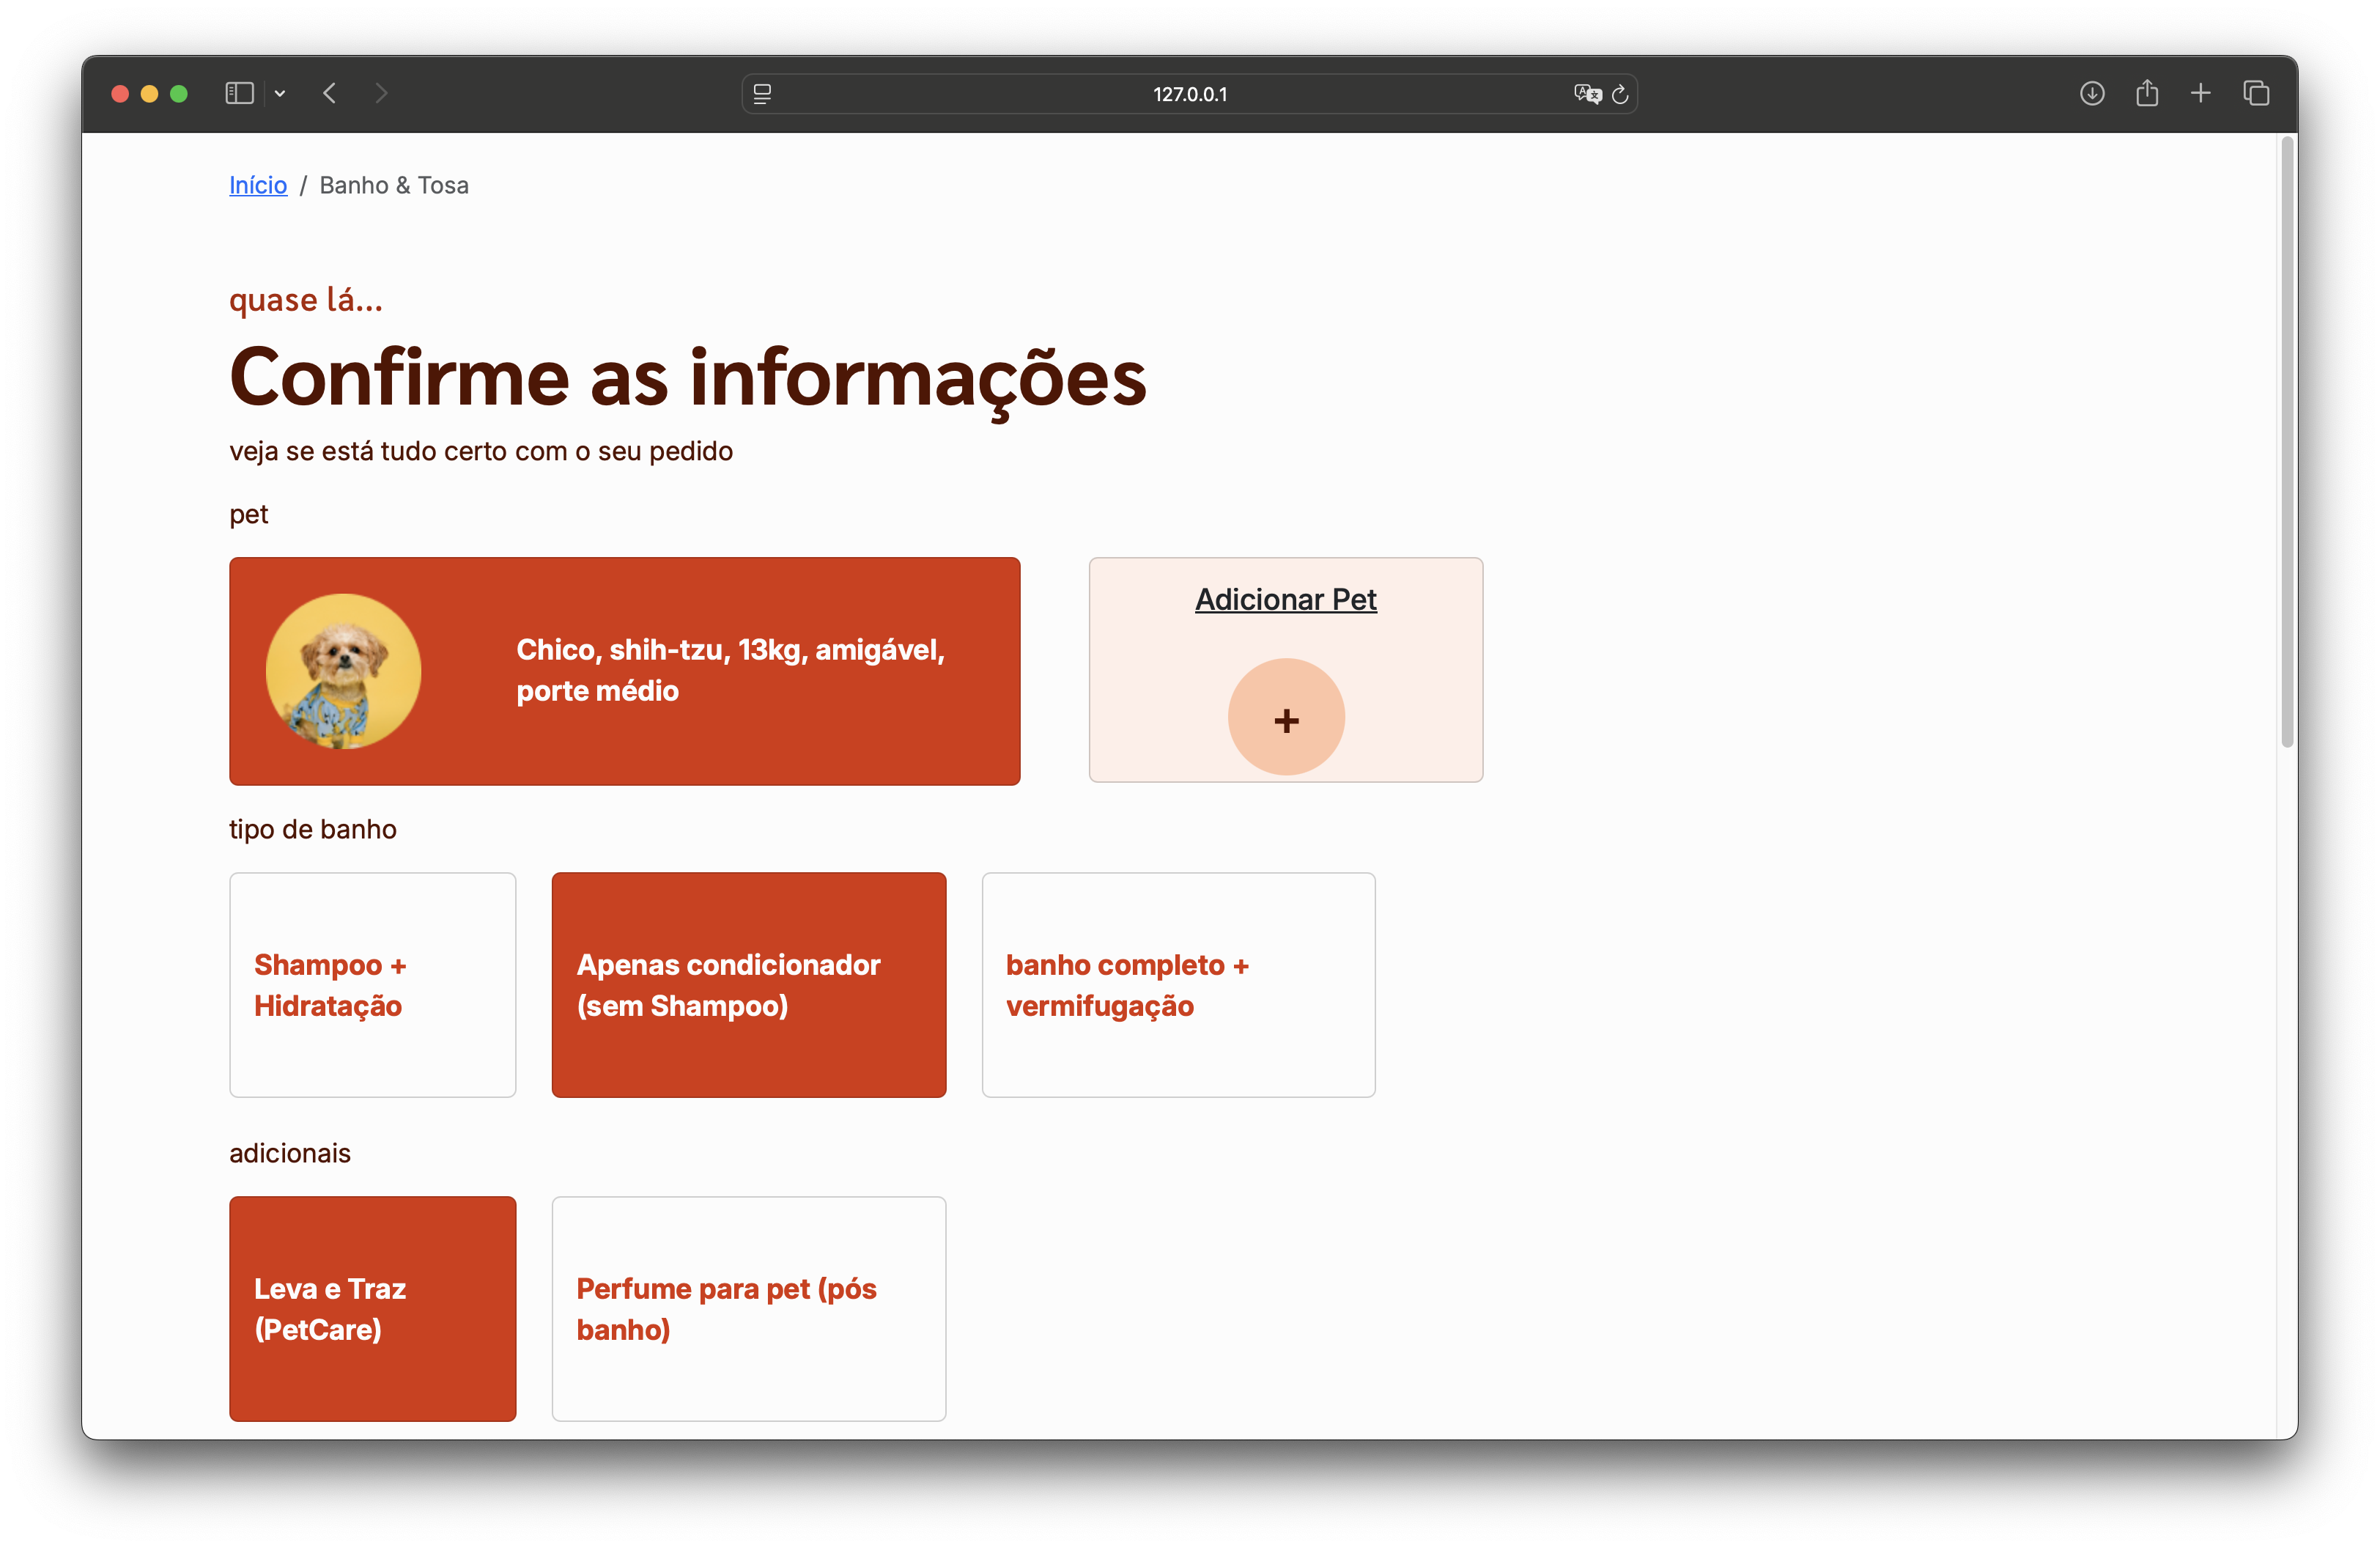 127.0.0.1
Início / Banho & Tosa
quase lá...
Confirme as informações
veja se está tudo certo com o seu pedido
pet
Chico, shih-tzu, 13kg, amigável,
porte médio
Adicionar Pet
+
tipo de banho
Shampoo +
Hidratação
Apenas condicionador
(sem Shampoo)
banho completo +
vermifugação
adicionais
Leva e Traz
(PetCare)
Perfume para pet (pós
banho)